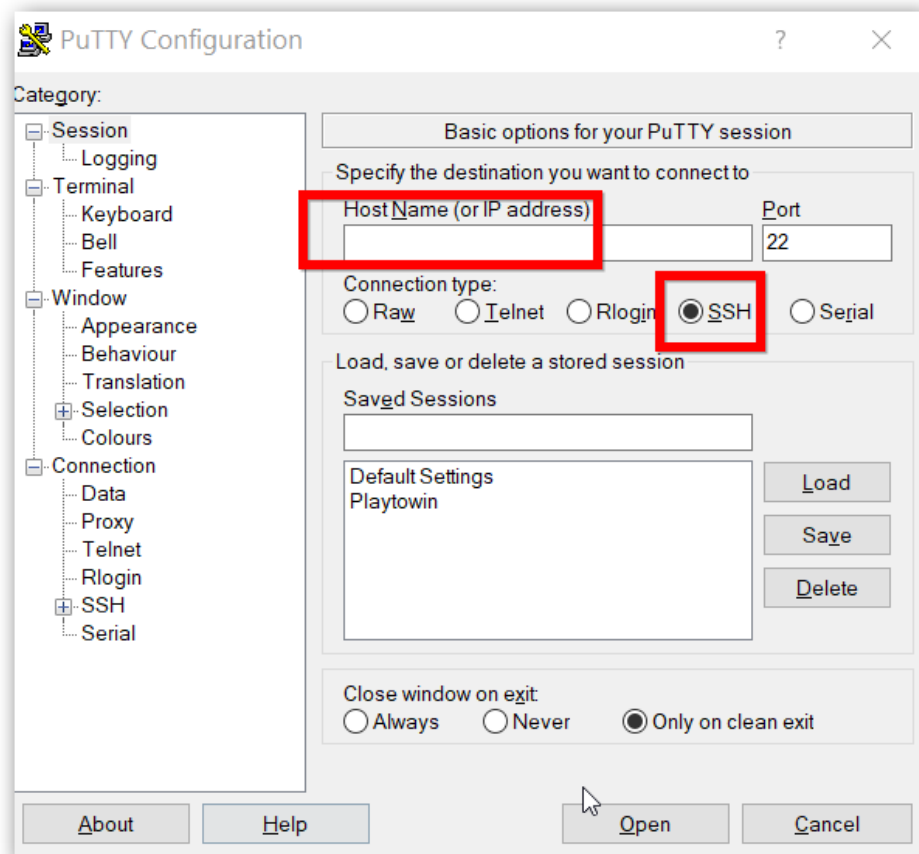 PuTTY Configuration
?
Category:
Session
Logging
Terminal
Keyboard
Bell
Features
Window
Appearance
Behaviour
Translation
Selection
Colours
Connection
Data
Proxy
Telnet
Rlogin
SSH
Serial
Basic options for your PuTTY session
Specify the destination you want to connect to
Host Name (or IP address) Port
22
Connection type:
Raw Telnet Rlogin SSH Serial
Load, save or delete a stored session
Saved Sessions
Default Settings
Playtowin
Load
Save
Delete
Close window on exit:
Always Never Only on clean exit
About Help Open Cancel